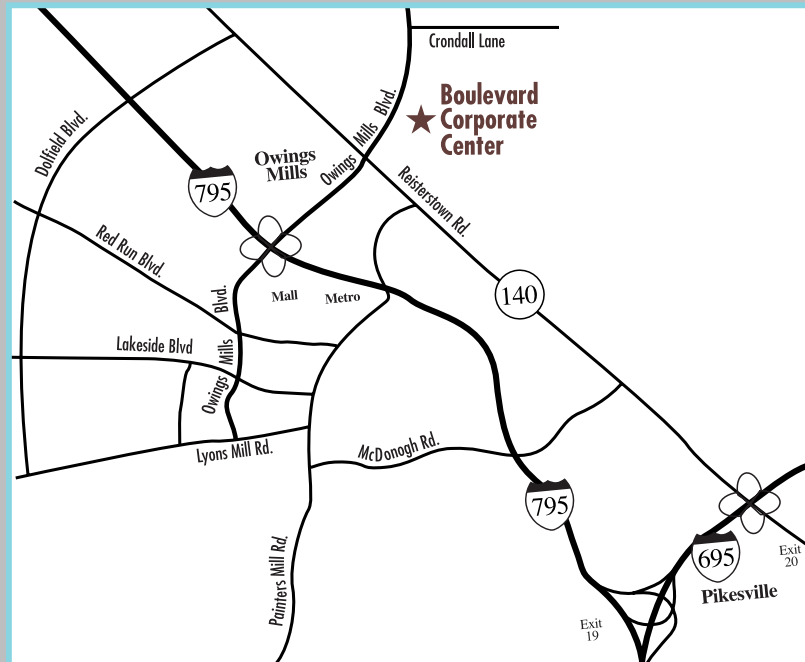 Crondall Lane
Boulevard
Corporate
Center
Dolfield Blvd.
Owings Mills Blvd.
Owings
Mills
795
Reisterstown Rd.
Red Run Blvd.
140
Mall
Metro
Owings Mills Blvd.
Lakeside Blvd
Lyons Mill Rd.
McDonogh Rd.
795
695
Exit
20
Painters Mill Rd.
Pikesville
Exit
19